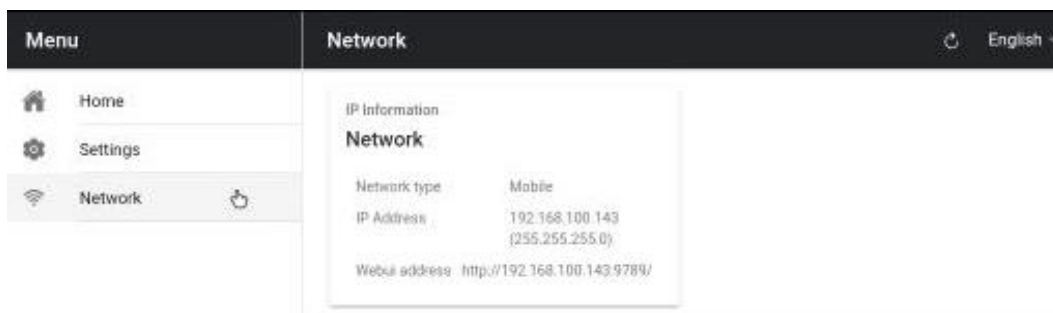 Menu
Network
English
Home
Settings
Network
IP Information
Network
Network type Mobile
IP Address 192.168.100.143
(255.255.255.0)
Webui address http://192.168.100.143:9789/